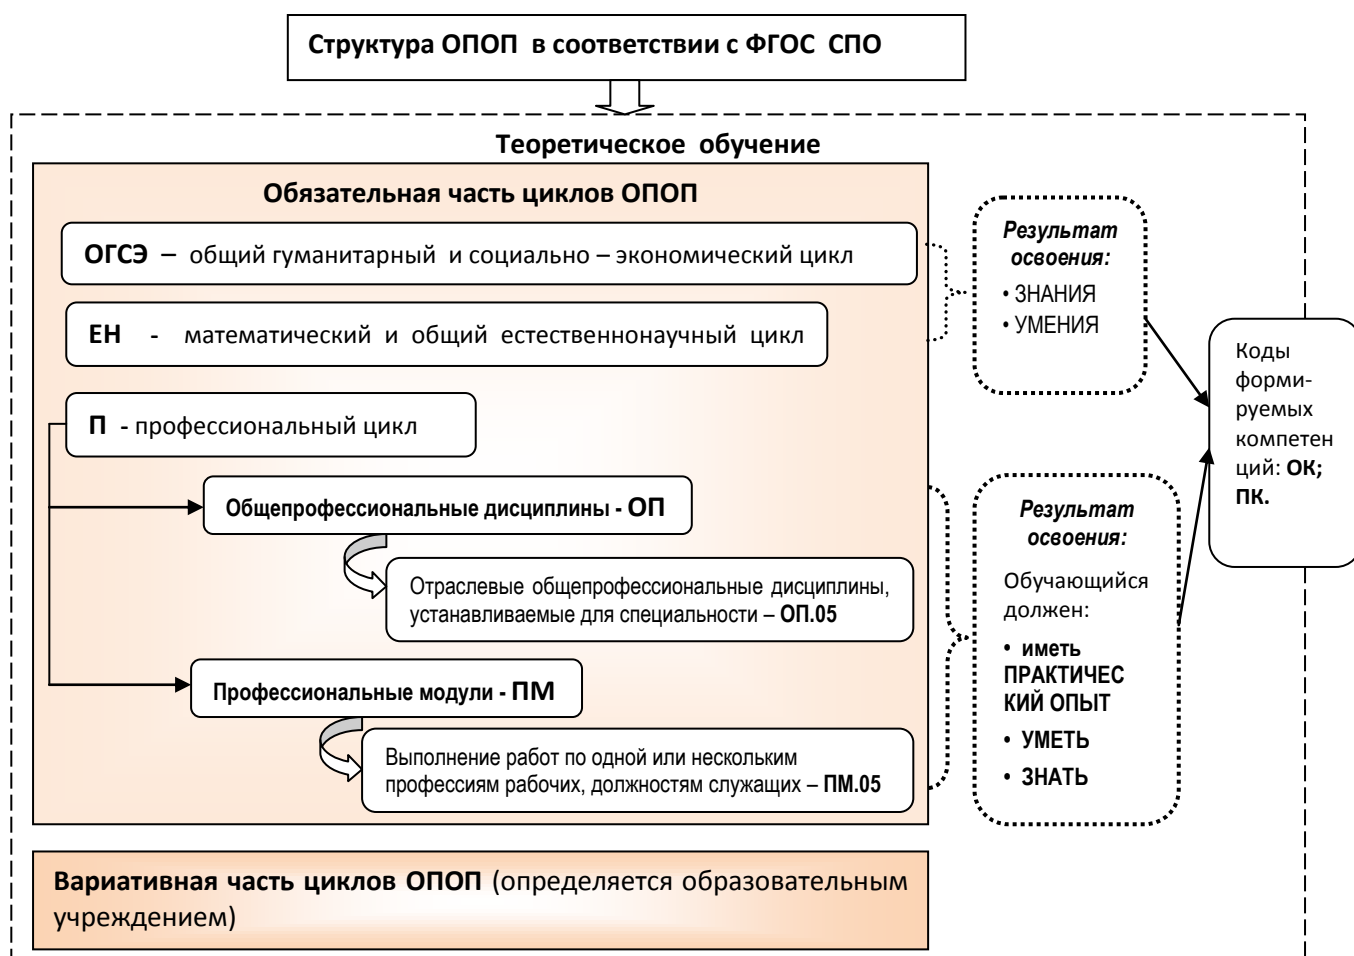 Структура ОПОП в соответствии с ФГОС СПО
Теоретическое обучение
Обязательная часть циклов ОПОП
ОГСЭ – общий гуманитарный и социально – экономический цикл
ЕН - математический и общий естественнонаучный цикл
П - профессиональный цикл
Общепрофессиональные дисциплины - ОП
Отраслевые общепрофессиональные дисциплины,
устанавливаемые для специальности – ОП.05
Профессиональные модули - ПМ
Выполнение работ по одной или нескольким
профессиям рабочих, должностям служащих – ПМ.05
Результат
освоения:
• ЗНАНИЯ
• УМЕНИЯ
Результат
освоения:
Обучающийся
должен:
• иметь
ПРАКТИЧЕС
КИЙ ОПЫТ
• УМЕТЬ
• ЗНАТЬ
Коды
форми-
руемых
компетен
ций: ОК;
ПК.
Вариативная часть циклов ОПОП (определяется образовательным
учреждением)